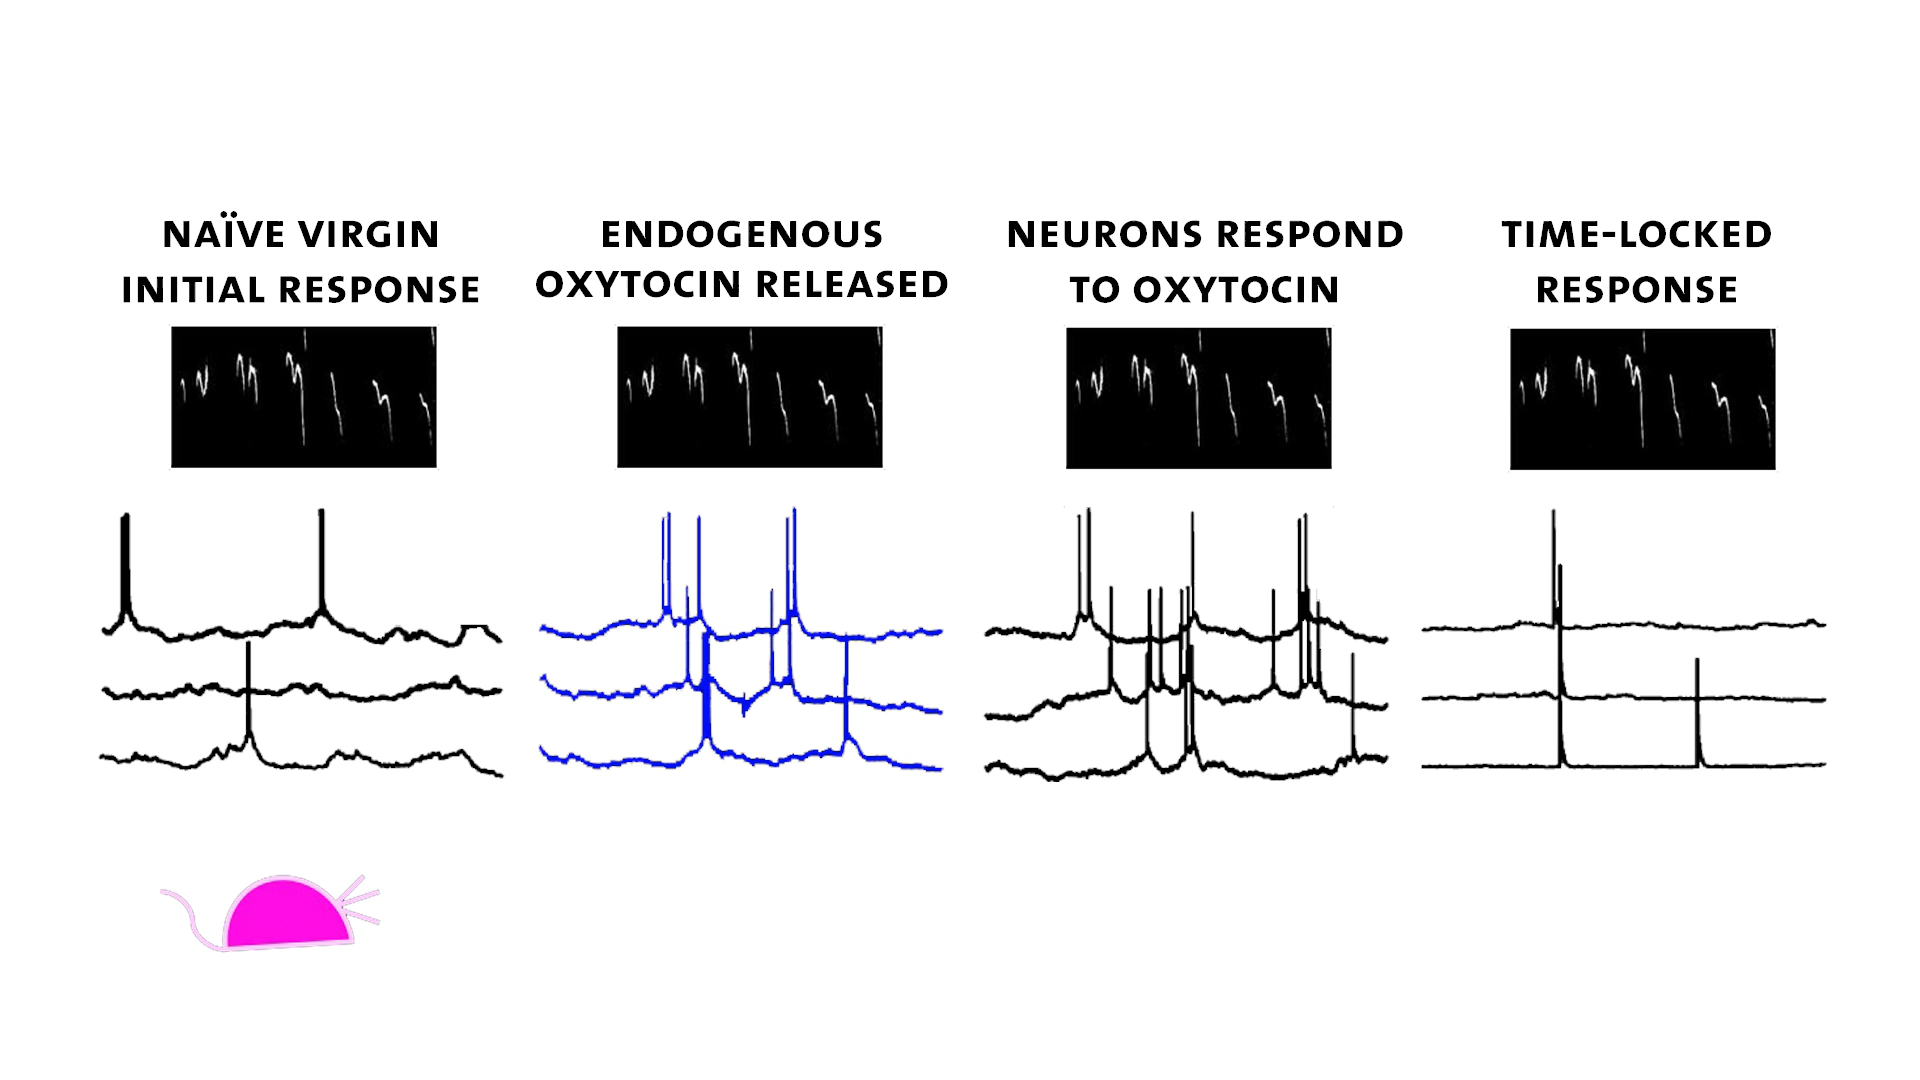 NAÏVE VIRGIN
INITIAL RESPONSE
ENDOGENOUS
OXYTOCIN RELEASED
NEURONS RESPOND
TO OXYTOCIN
TIME-LOCKED
RESPONSE